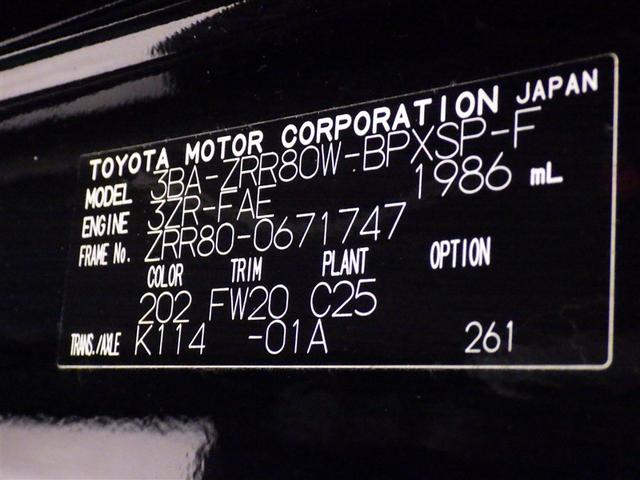 TOYOTA MOTOR CORPORATION JAPAN
MODEL 3BA-ZRR80W-BPXSP-F
ENGINE 3ZR-FAE 1986 mL
FRAME No. ZRR80-0671747
COLOR TRIM PLANT OPTION
202 FW20 C25
TRANS./AXLE K114 -01A 261